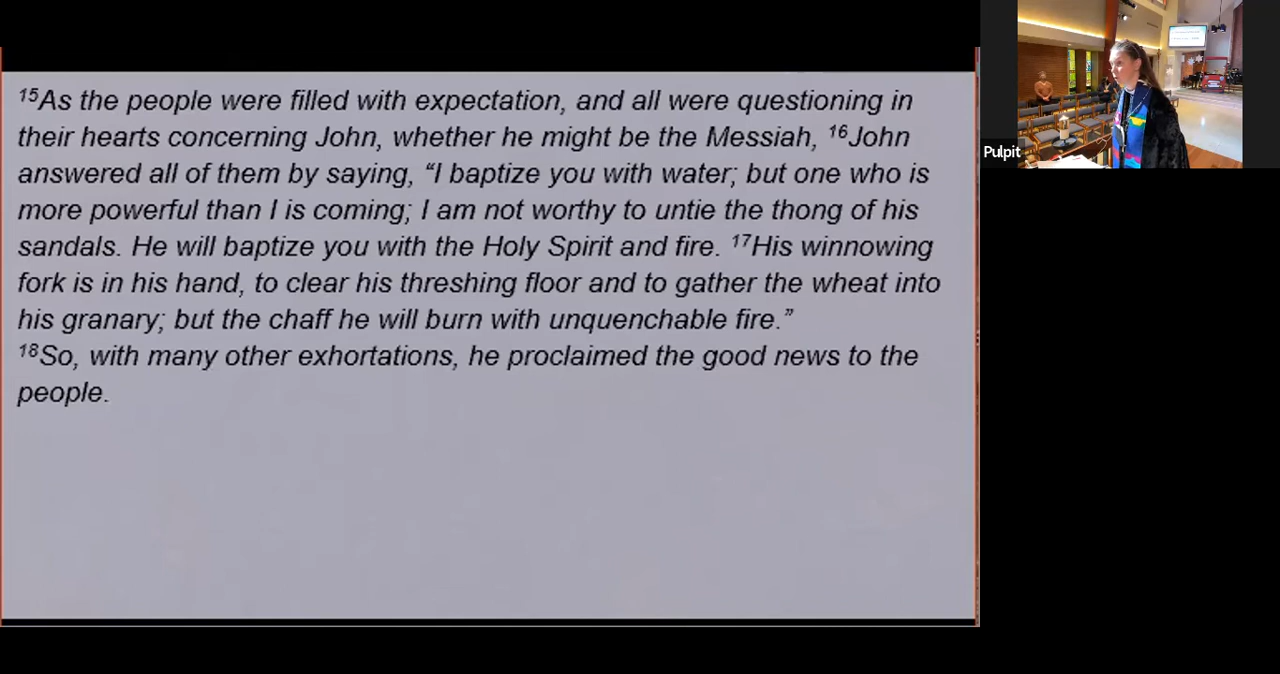 ¹⁵As the people were filled with expectation, and all were questioning in
their hearts concerning John, whether he might be the Messiah, ¹⁶John
answered all of them by saying, “I baptize you with water; but one who is
more powerful than I is coming; I am not worthy to untie the thong of his
sandals. He will baptize you with the Holy Spirit and fire. ¹⁷His winnowing
fork is in his hand, to clear his threshing floor and to gather the wheat into
his granary; but the chaff he will burn with unquenchable fire.”
¹⁸So, with many other exhortations, he proclaimed the good news to the
people.
Pulpit